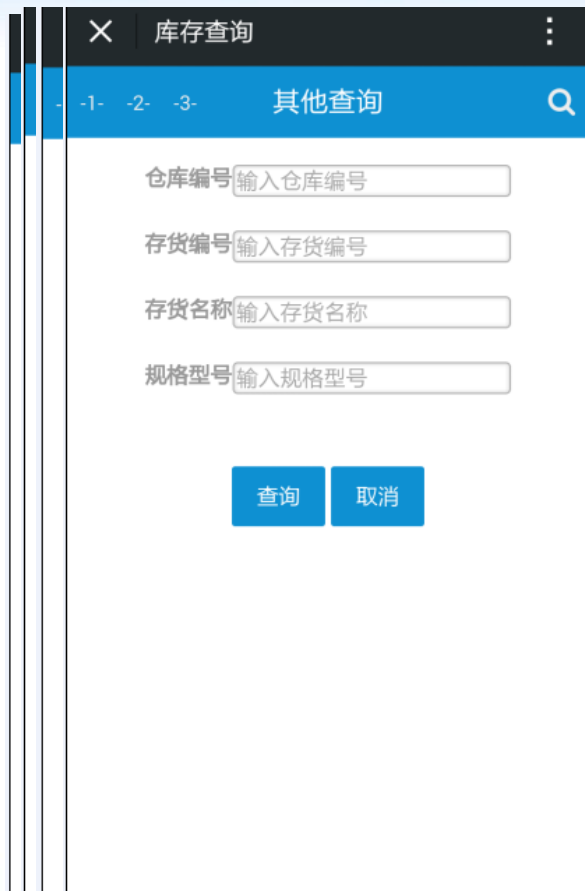 库存查询
-1- -2- -3- 其他查询
仓库编号 输入仓库编号
存货编号 输入存货编号
存货名称 输入存货名称
规格型号 输入规格型号
查询 取消